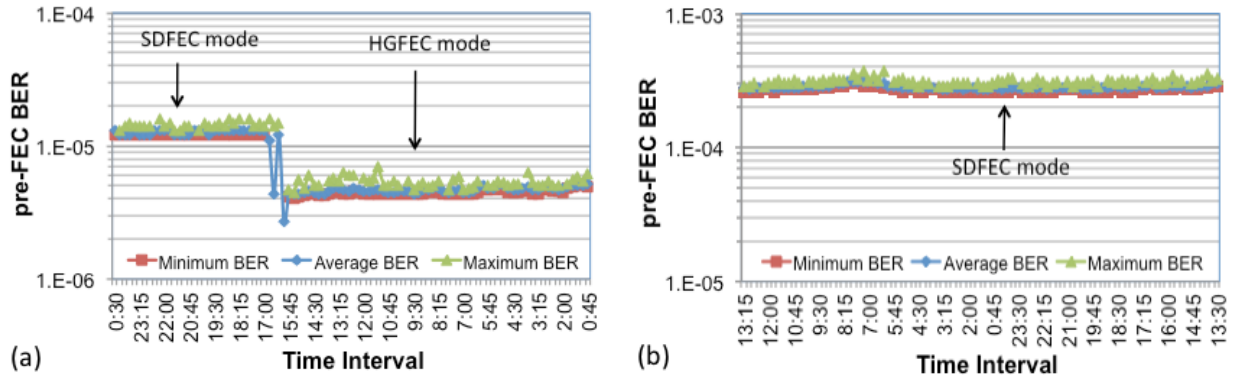 1.E-04
1.E-05
1.E-06
pre-FEC BER
SDFEC mode
HGFEC mode
Minimum BER Average BER Maximum BER
0:30 23:15 22:00 20:45 19:30 18:15 17:00 15:45 14:30 13:15 12:00 10:45 9:30 8:15 7:00 5:45 4:30 3:15 2:00 0:45
Time Interval
(a)
1.E-03
1.E-04
1.E-05
pre-FEC BER
SDFEC mode
Minimum BER Average BER Maximum BER
13:15 12:00 10:45 9:30 8:15 7:00 5:45 4:30 3:15 2:00 0:45 23:30 22:15 21:00 19:45 18:30 17:15 16:00 14:45 13:30
Time Interval
(b)